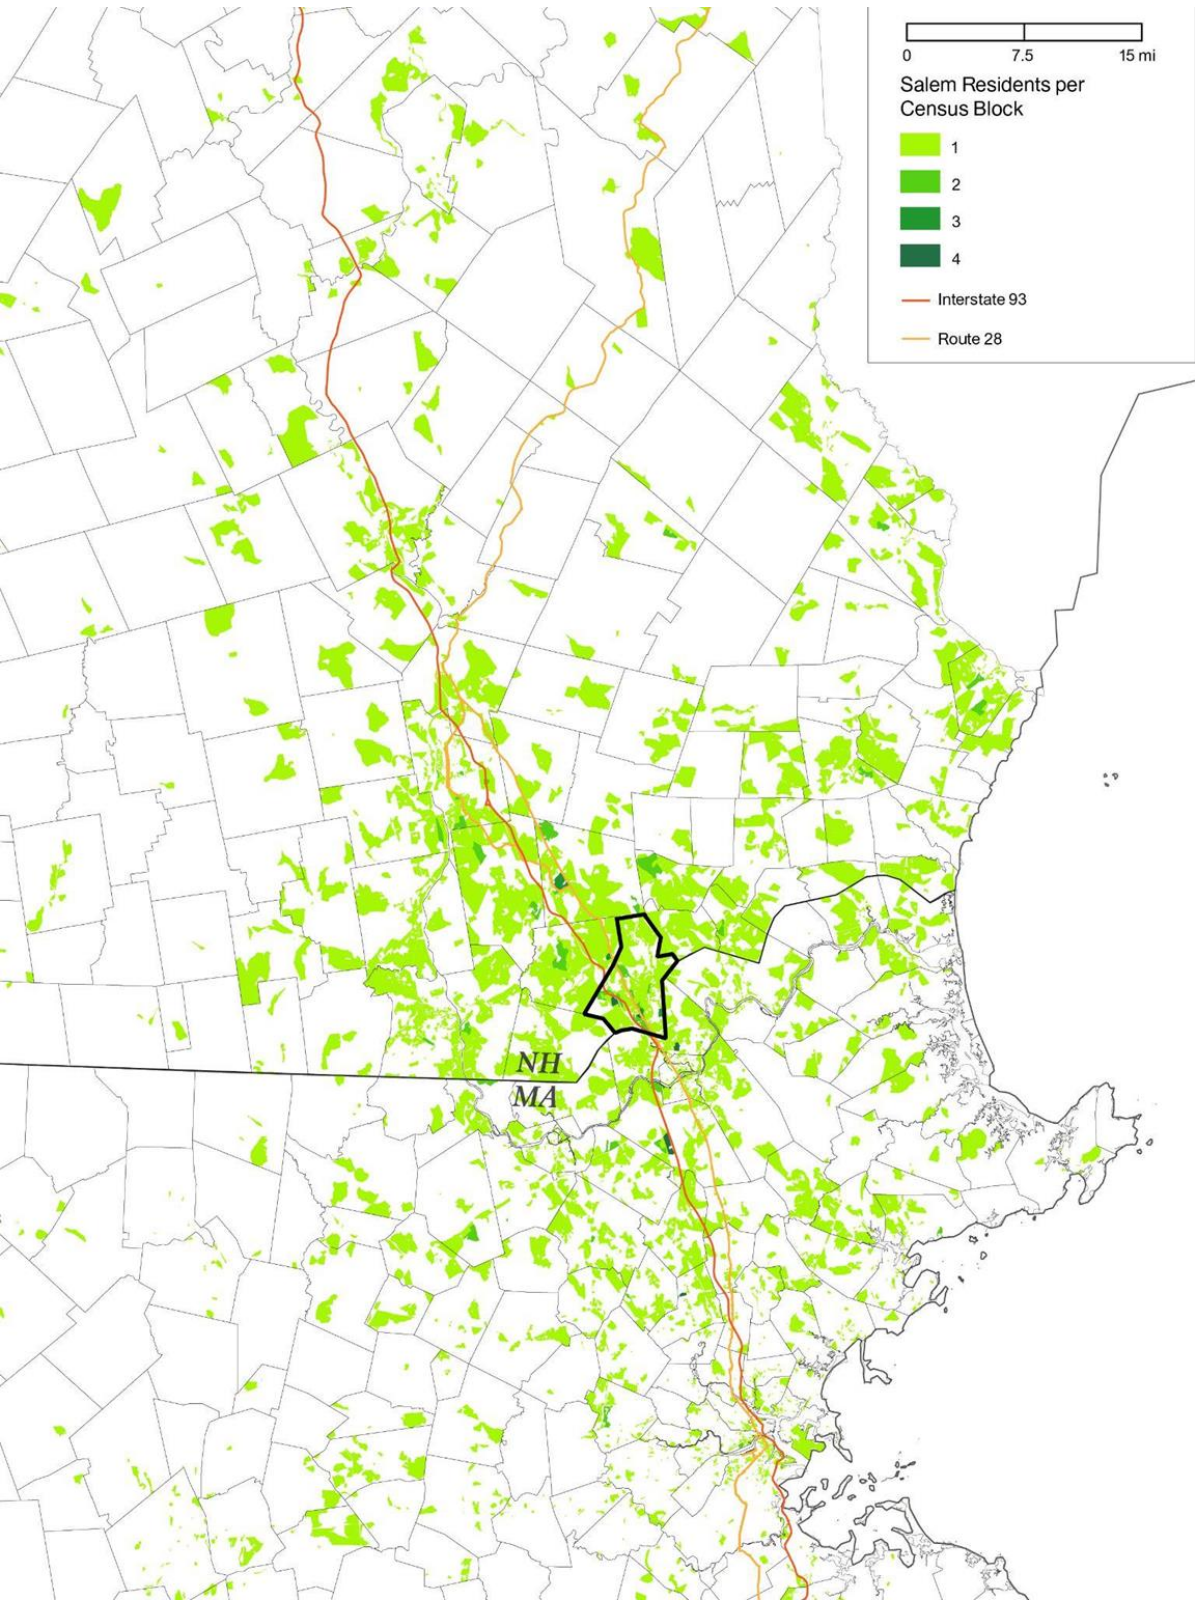 0 7.5 15 mi
Salem Residents per
Census Block
1
2
3
4
Interstate 93
Route 28
NH
MA